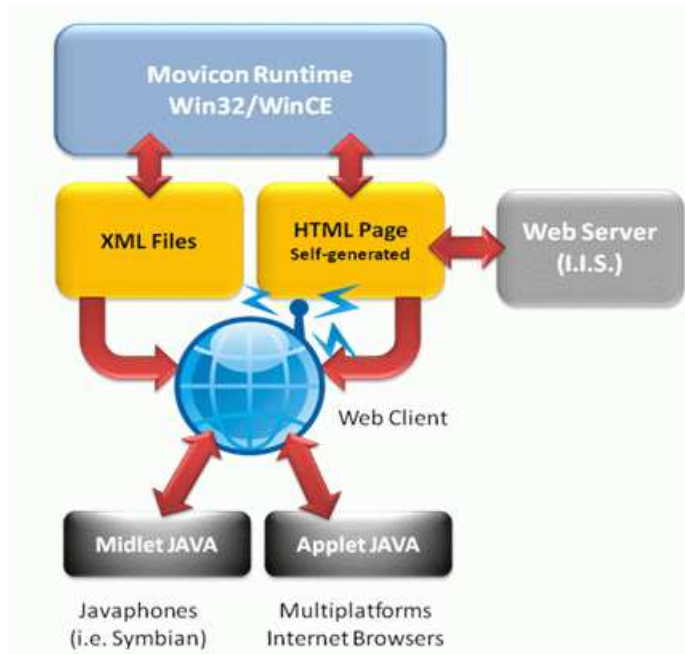 Movicon Runtime
Win32/WinCE
XML Files
HTML Page
Self-generated
Web Server
(I.I.S.)
Web Client
Midlet JAVA
Applet JAVA
Javaphones
(i.e. Symbian)
Multiplatforms
Internet Browsers